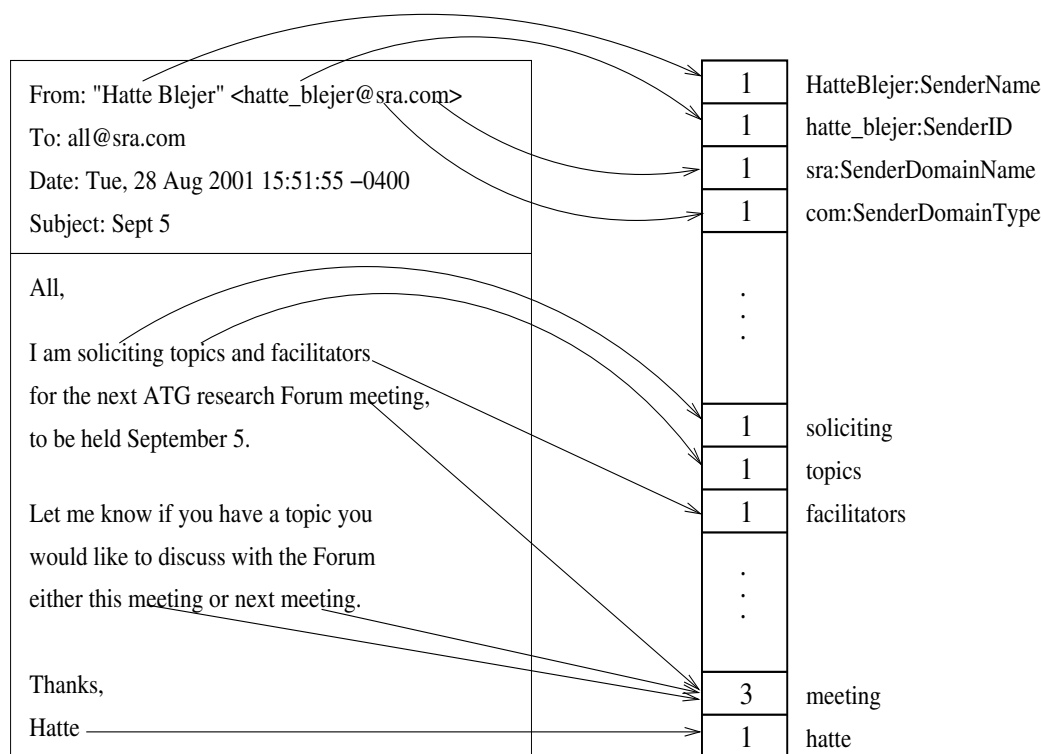 From: "Hatte Blejer" <hatte_blejer@sra.com>
To: all@sra.com
Date: Tue, 28 Aug 2001 15:51:55 −0400
Subject: Sept 5
All,
I am soliciting topics and facilitators
for the next ATG research Forum meeting,
to be held September 5.
Let me know if you have a topic you
would like to discuss with the Forum
either this meeting or next meeting.
Thanks,
Hatte
1 HatteBlejer:SenderName
1 hatte_blejer:SenderID
1 sra:SenderDomainName
1 com:SenderDomainType
.
.
.
1 soliciting
1 topics
1 facilitators
.
.
.
3 meeting
1 hatte